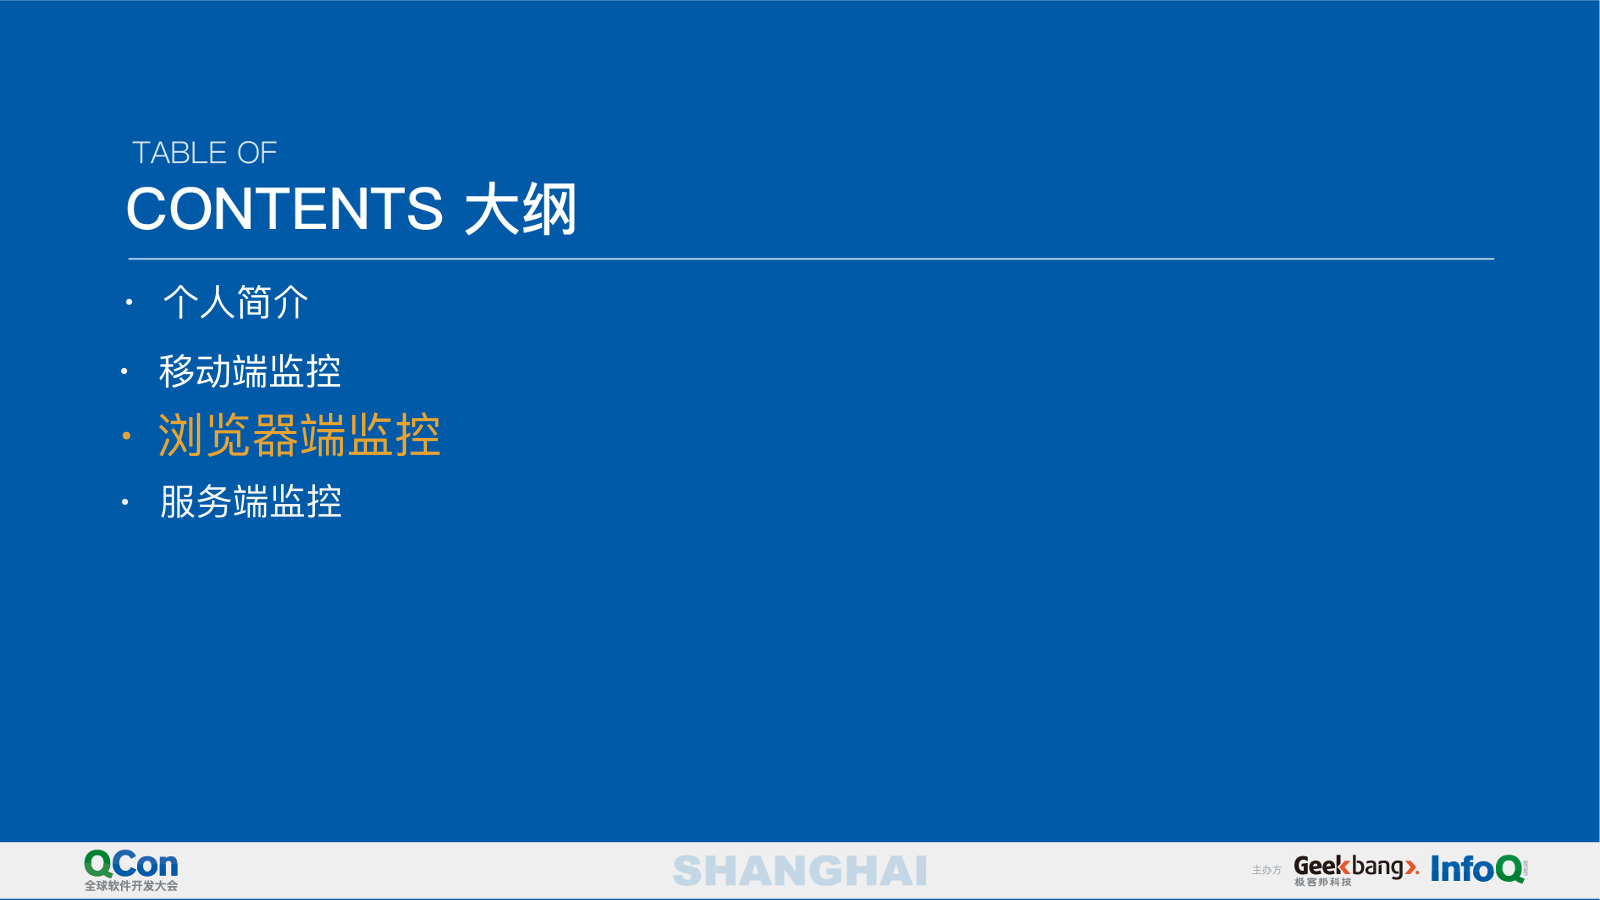 TABLE OF
CONTENTS 大纲
• 个人简介
• 移动端监控
• 浏览器端监控
• 服务端监控
QCon
全球软件开发大会
SHANGHAI
主办方
Geekbang>.
极客邦科技
InfoQ